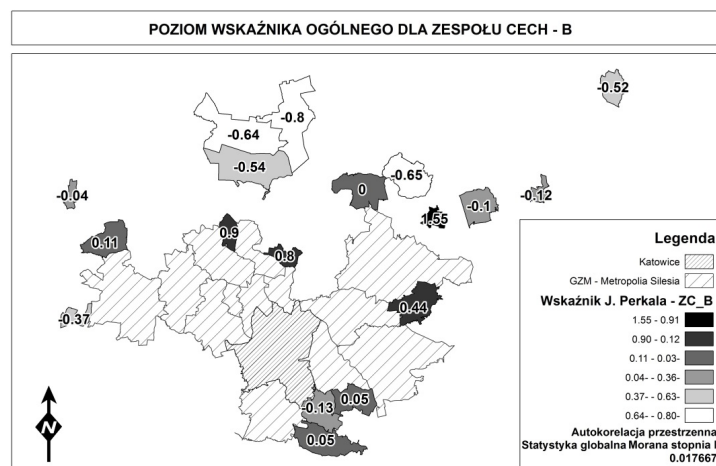 POZIOM WSKAŹNIKA OGÓLNEGO DLA ZESPOŁU CECH - B
-0.52
-0.8
-0.64
-0.54
-0.65
0
-0.04
-0.12
-0.1
1.55
0.9
0.11
0.8
0.44
-0.37
0.05
-0.13
0.05
N
Legenda
Katowice
GZM - Metropolia Silesia
Wskaźnik J. Perkala - ZC_B
1.55 - 0.91
0.90 - 0.12
0.11 - 0.03-
0.04- - 0.36-
0.37- - 0.63-
0.64- - 0.80-
Autokorelacja przestrzenna
Statystyka globalna Morana stopnia I
0.017667